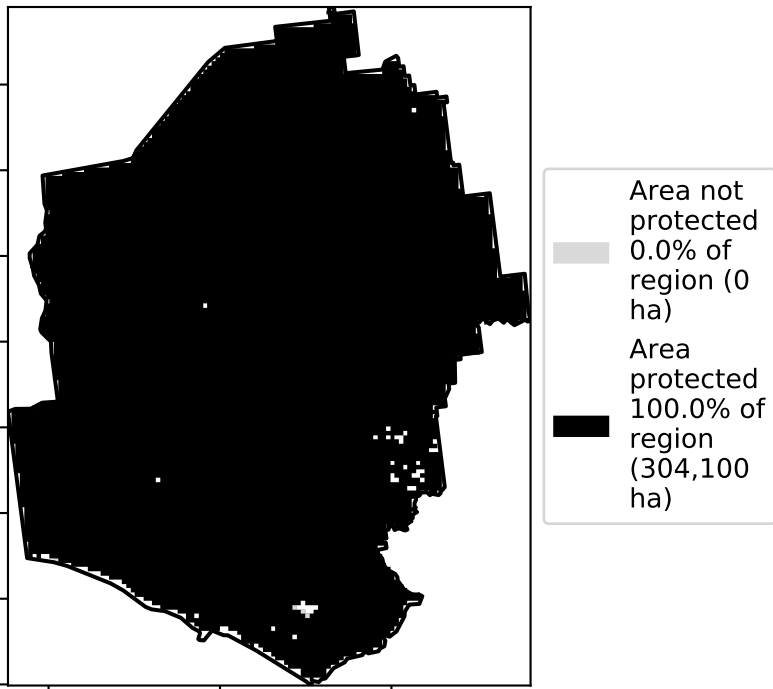 Area not
protected
0.0% of
region (0
ha)
Area
protected
100.0% of
region
(304,100
ha)